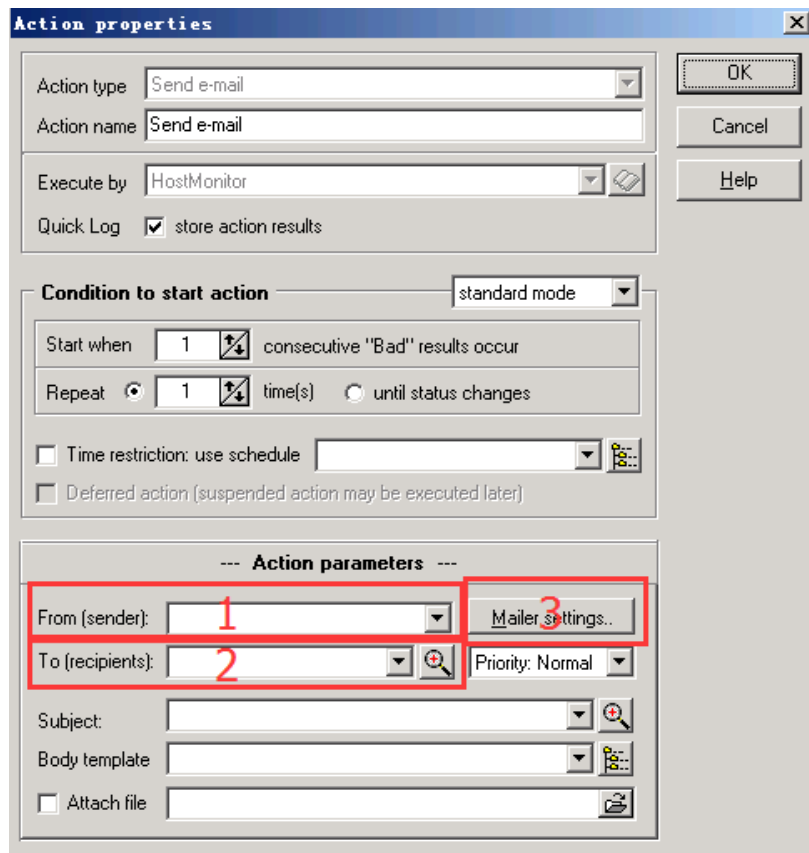 Action properties
Action type Send e-mail
OK
Action name Send e-mail
Cancel
Execute by HostMonitor
Help
Quick Log store action results
Condition to start action standard mode
Start when 1 consecutive "Bad" results occur
Repeat 1 time(s) until status changes
Time restriction: use schedule
Deferred action (suspended action may be executed later)
--- Action parameters ---
From (sender): 1 Mailer settings.. 3
To (recipients): 2 Priority: Normal
Subject:
Body template
Attach file